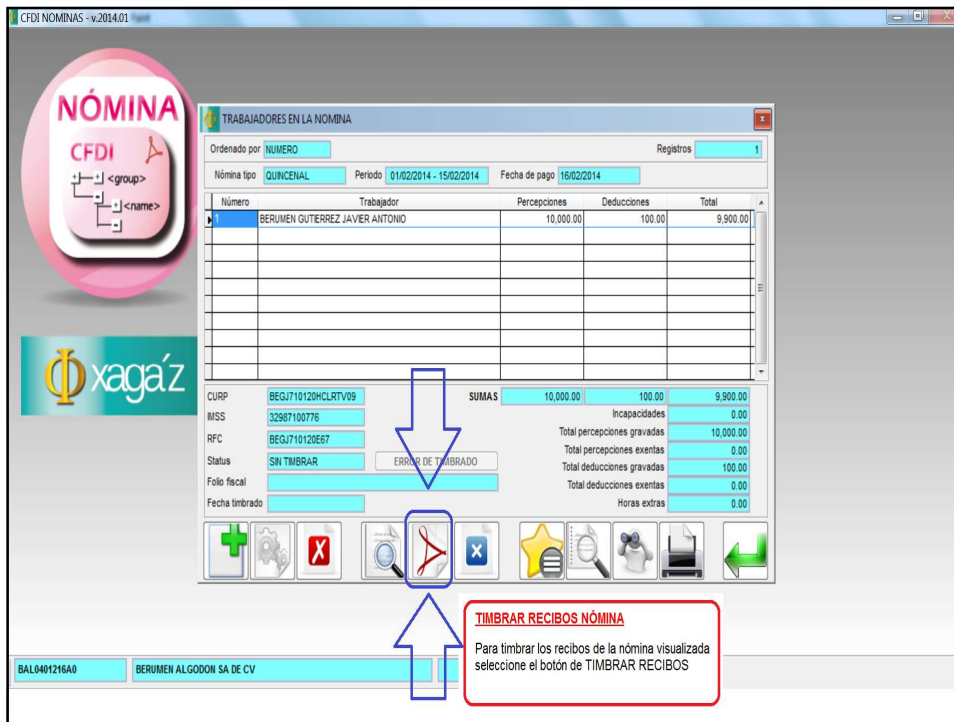 CFDI NOMINAS - v.2014.01
NÓMINA
CFDI
<group>
<name>
xagáz
TRABAJADORES EN LA NOMINA
Ordenado por NUMERO Registros 1
Nómina tipo QUINCENAL Periodo 01/02/2014 - 15/02/2014 Fecha de pago 16/02/2014
Número Trabajador Percepciones Deducciones Total
1 BERUMEN GUTIERREZ JAVIER ANTONIO 10,000.00 100.00 9,900.00
CURP BEGJ710120HCLRTV09 SUMAS 10,000.00 100.00 9,900.00
IMSS 32987100776 Incapacidades 0.00
RFC BEGJ710120E67 Total percepciones gravadas 10,000.00
Total percepciones exentas 0.00
Status SIN TIMBRAR ERROR DE TIMBRADO Total deducciones gravadas 100.00
Folio fiscal Total deducciones exentas 0.00
Fecha timbrado Horas extras 0.00
TIMBRAR RECIBOS NÓMINA
Para timbrar los recibos de la nómina visualizada
seleccione el botón de TIMBRAR RECIBOS
BAL0401216A0 BERUMEN ALGODON SA DE CV